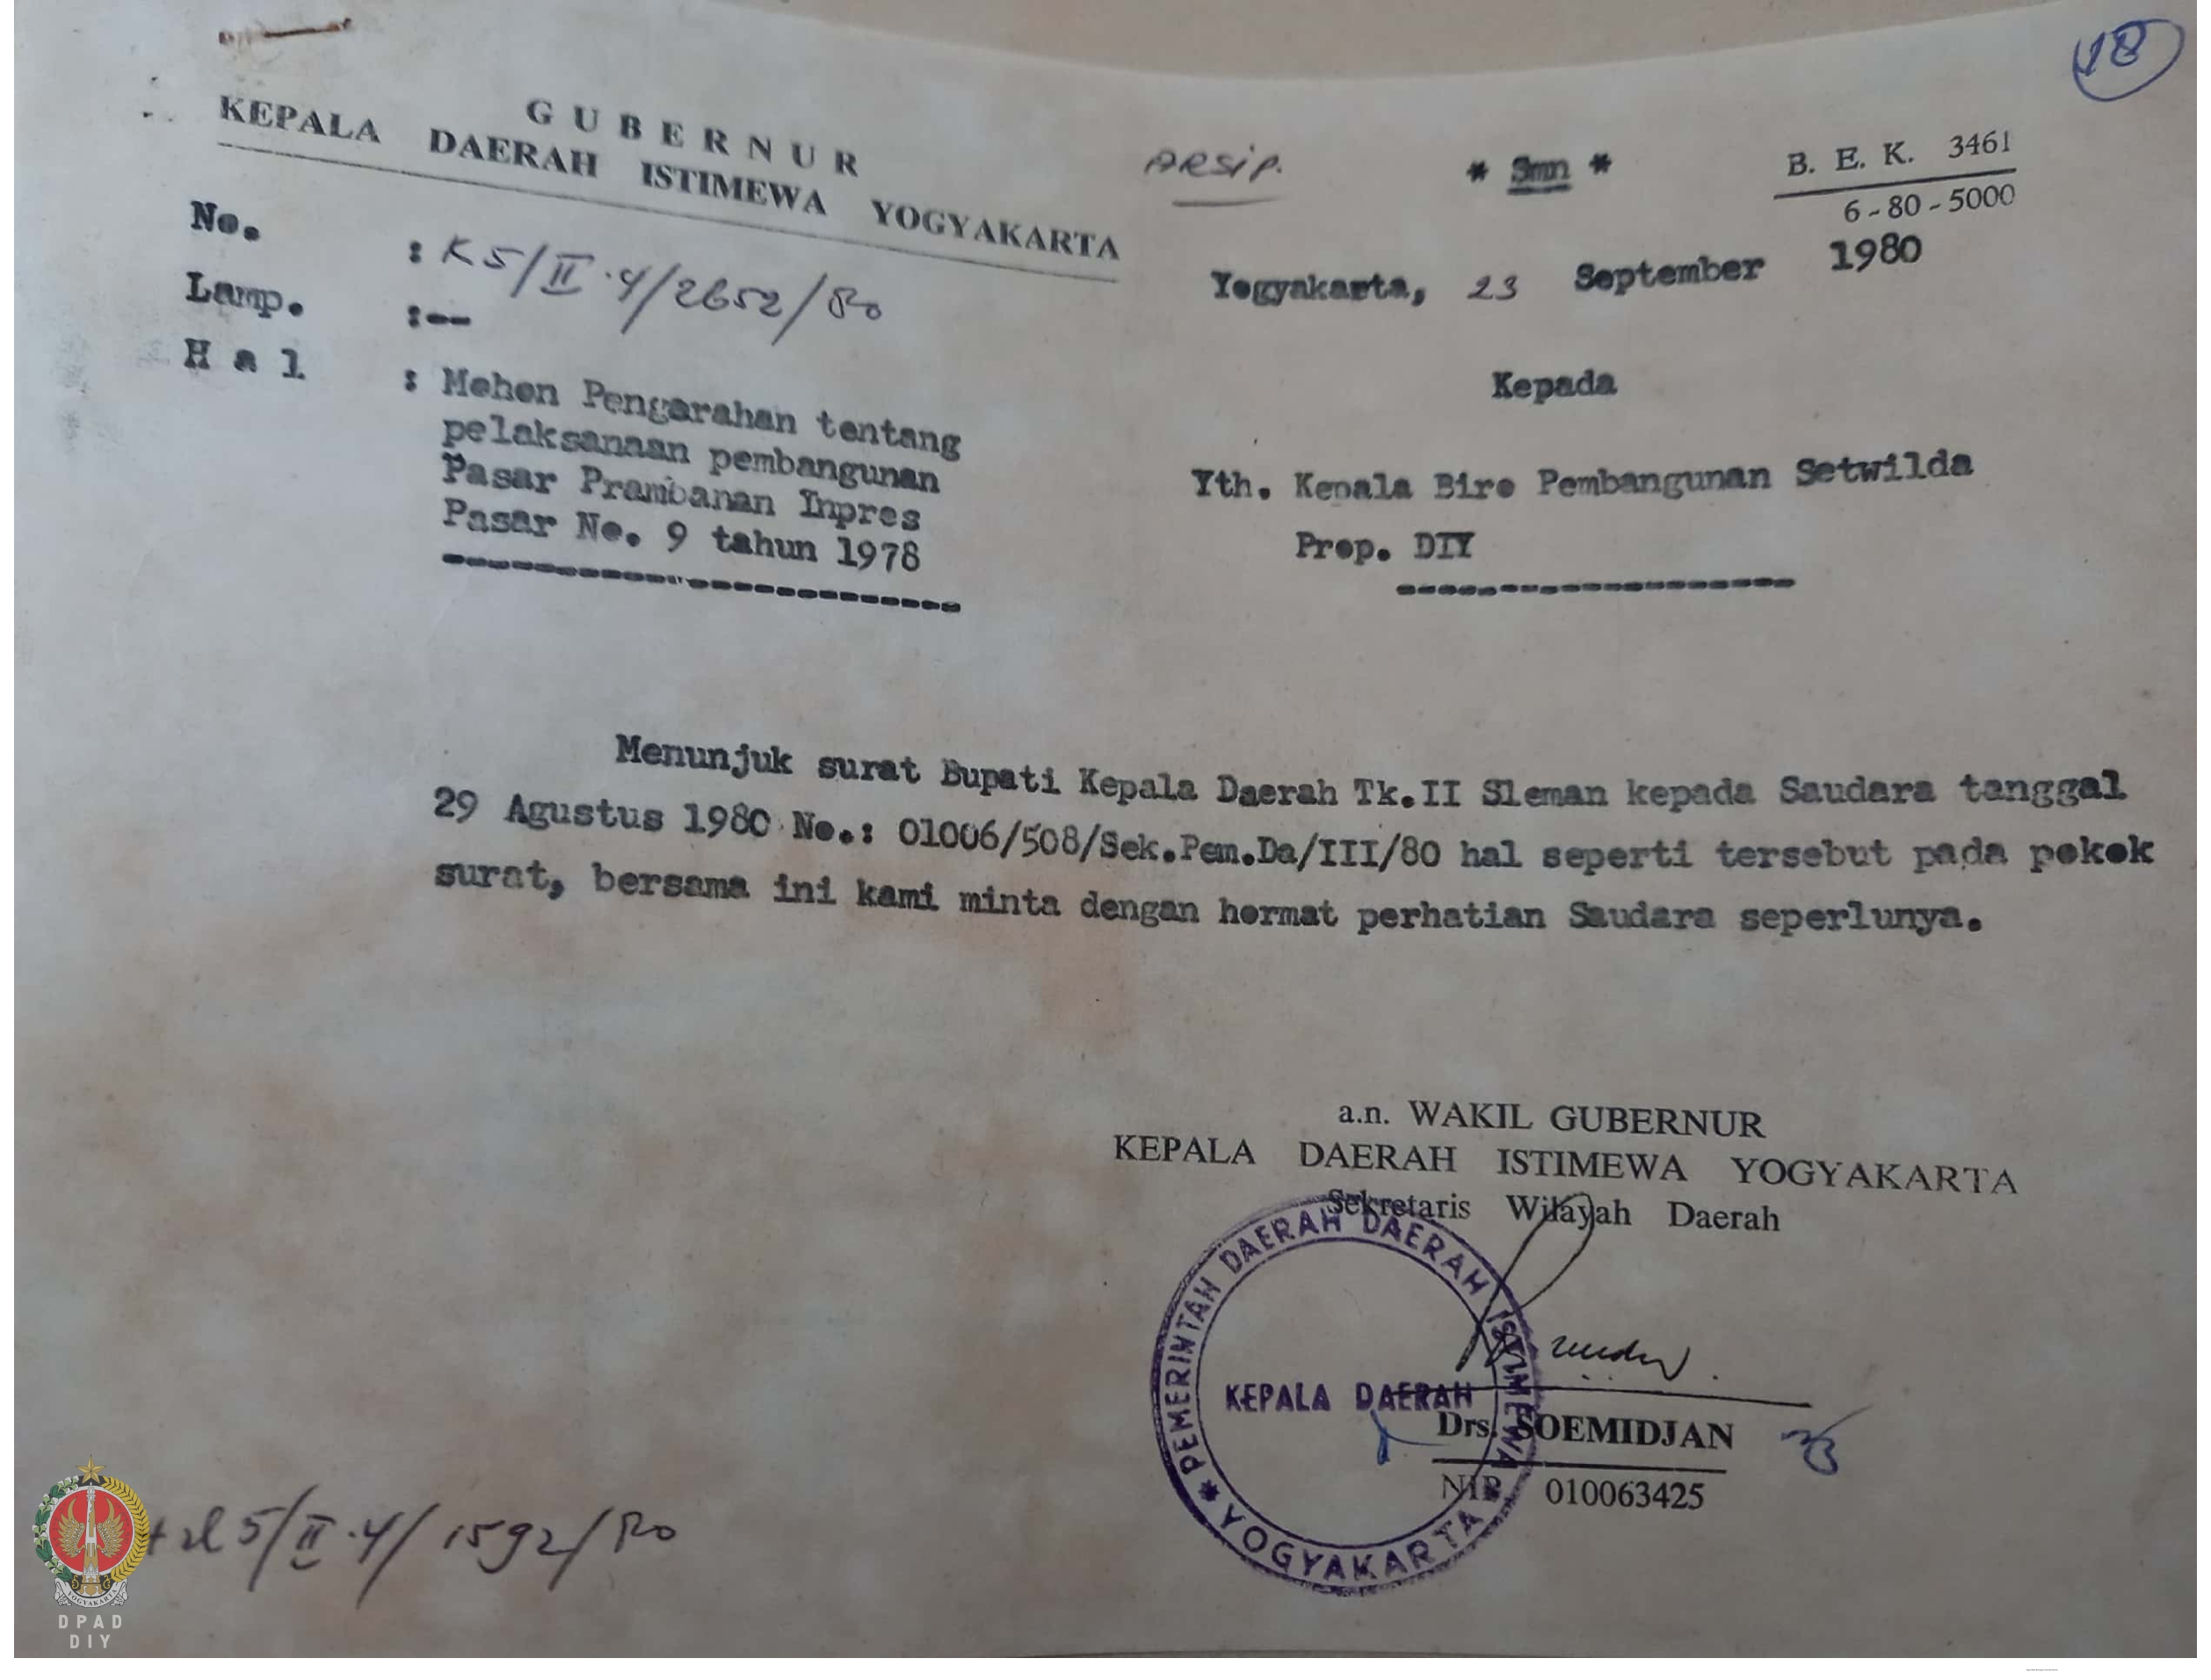 18
GUBERNUR
KEPALA DAERAH ISTIMEWA YOGYAKARTA
ARSIP.
* Smn *
B. E. K. 3461
6 - 80 - 5000
No. : K5/II.4/2652/80
Lamp. :--
H a l : Mohon Pengarahan tentang
pelaksanaan pembangunan
Pasar Prambanan Inpres
Pasar No. 9 tahun 1978
Yogyakarta, 23 September 1980
Kepada
Yth. Kepala Biro Pembangunan Setwilda
Prop. DIY
Menunjuk surat Bupati Kepala Daerah Tk.II Sleman kepada Saudara tanggal
29 Agustus 1980 No.: 01006/508/Sek.Pem.Da/III/80 hal seperti tersebut pada pokok
surat, bersama ini kami minta dengan hormat perhatian Saudara seperlunya.
a.n. WAKIL GUBERNUR
KEPALA DAERAH ISTIMEWA YOGYAKARTA
Sekretaris Wilayah Daerah
* PEMERINTAH DAERAH DAERAH ISTIMEWA * YOGYAKARTA
KEPALA DAERAH
Drs. SOEMIDJAN
NIP. 010063425
5/II.4/1592/80
YOGYAKARTA
DPAD
DIY